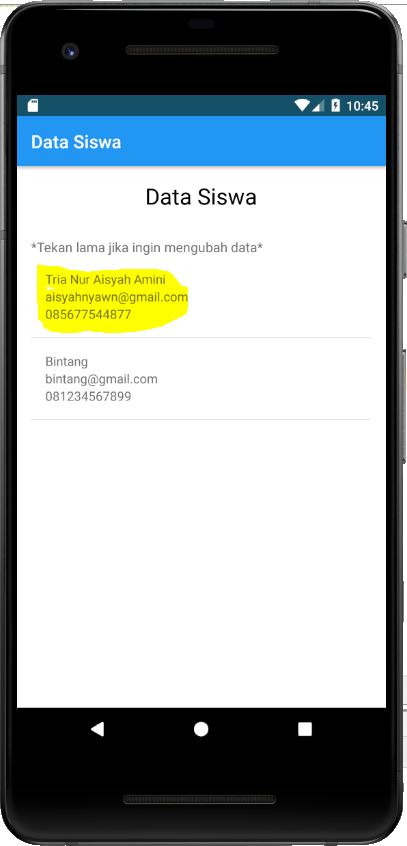 10:45
Data Siswa
Data Siswa
*Tekan lama jika ingin mengubah data*
Tria Nur Aisyah Amini
aisyahnyawn@gmail.com
085677544877
Bintang
bintang@gmail.com
081234567899